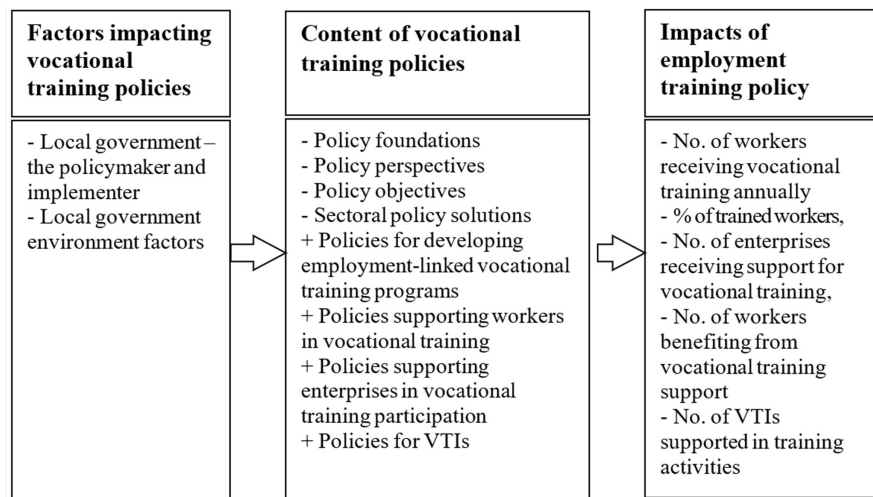 Factors impacting
vocational
training policies
- Local government –
the policymaker and
implementer
- Local government
environment factors
Content of vocational
training policies
- Policy foundations
- Policy perspectives
- Policy objectives
- Sectoral policy solutions
+ Policies for developing
employment-linked vocational
training programs
+ Policies supporting workers
in vocational training
+ Policies supporting
enterprises in vocational
training participation
+ Policies for VTIs
Impacts of
employment
training policy
- No. of workers
receiving vocational
training annually
- % of trained workers,
- No. of enterprises
receiving support for
vocational training,
- No. of workers
benefiting from
vocational training
support
- No. of VTIs
supported in training
activities